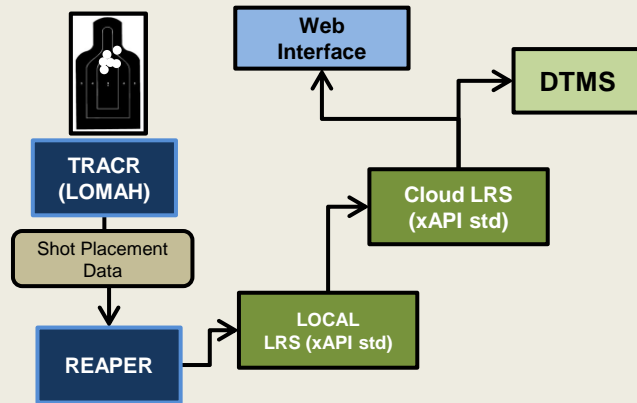 Web
Interface
DTMS
TRACR
(LOMAH)
Cloud LRS
(xAPI std)
Shot Placement
Data
LOCAL
LRS (xAPI std)
REAPER